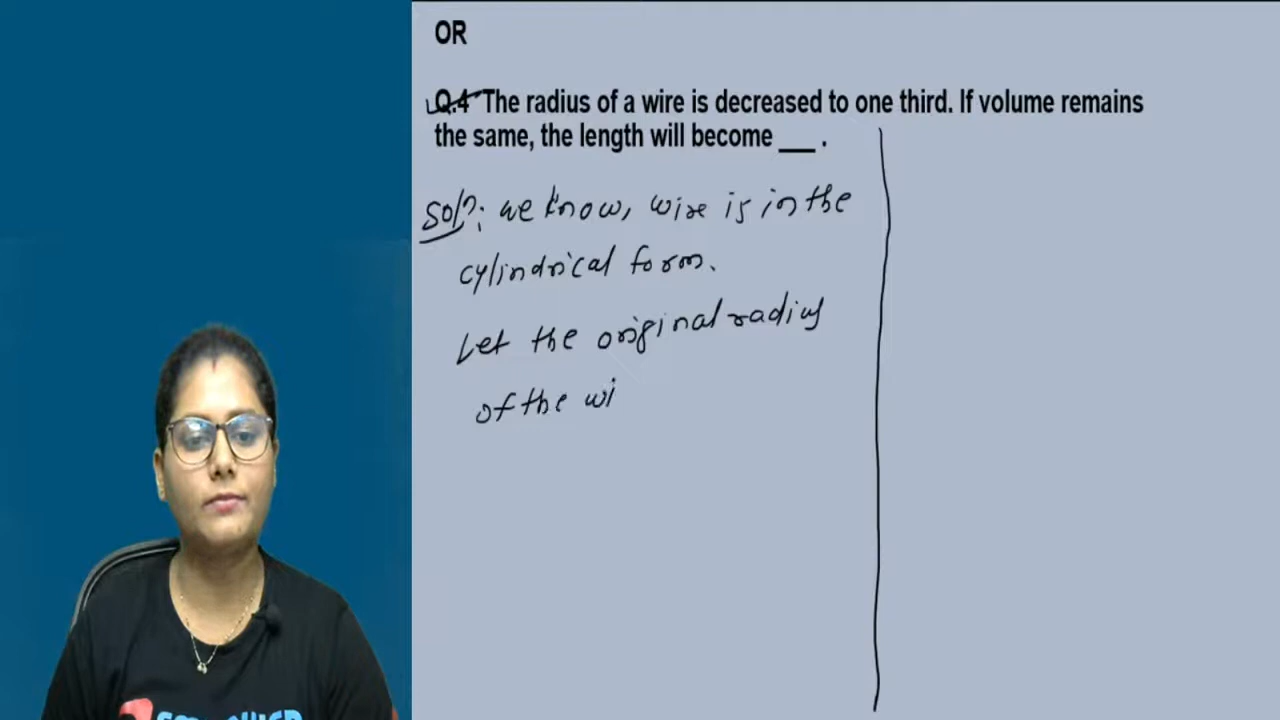 OR
Q.4 The radius of a wire is decreased to one third. If volume remains
the same, the length will become ___ .
Soln: we know, wire is in the
cylindrical form.
Let the original radius
of the wi